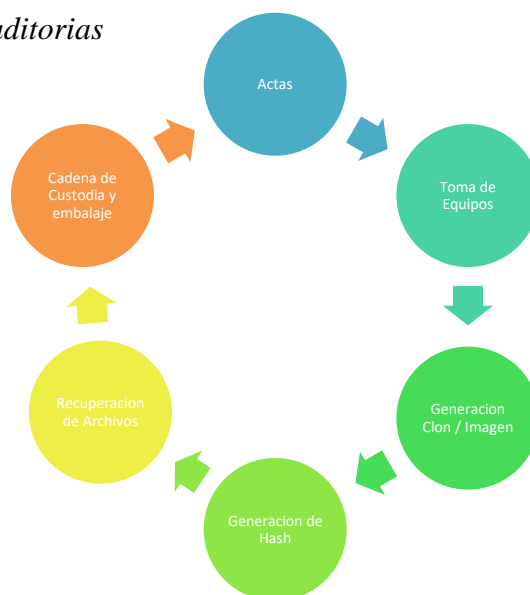 uditorias
Actas
Toma de
Equipos
Generacion
Clon / Imagen
Generacion de
Hash
Recuperacion
de Archivos
Cadena de
Custodia y
embalaje